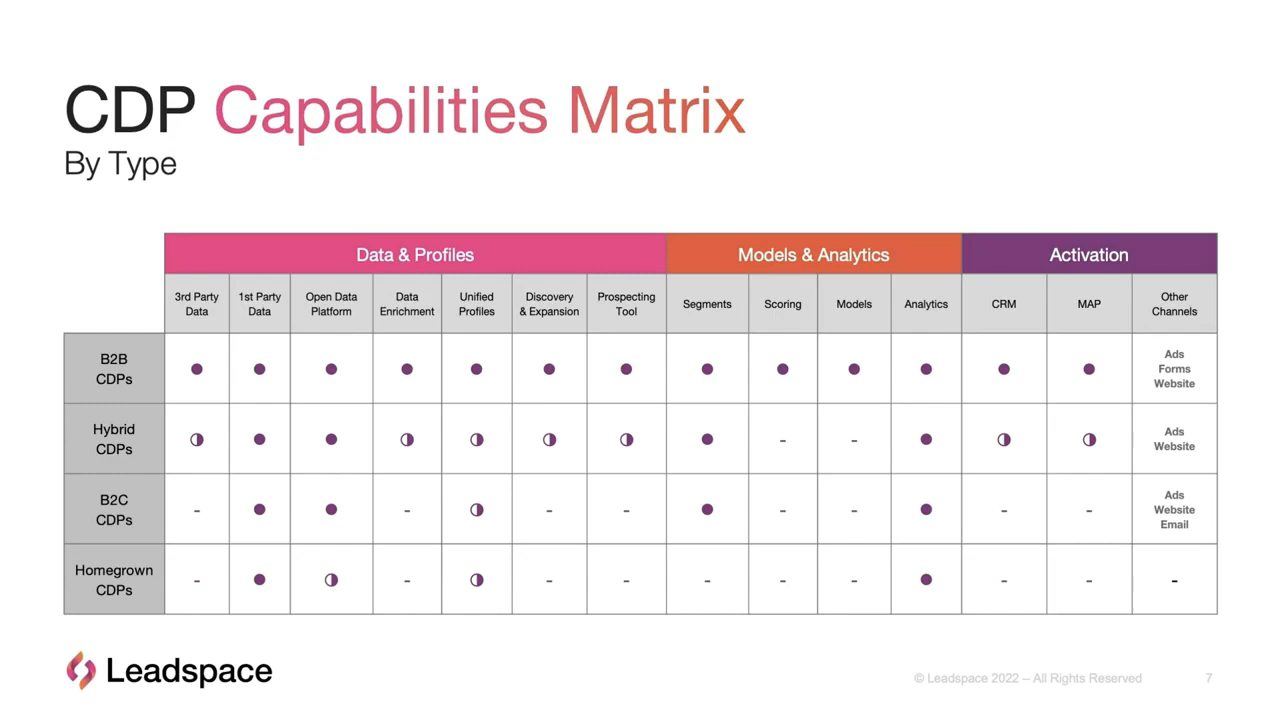 CDP Capabilities Matrix
By Type
Data & Profiles
Models & Analytics
Activation
3rd Party
Data
1st Party
Data
Open Data
Platform
Data
Enrichment
Unified
Profiles
Discovery
& Expansion
Prospecting
Tool
Segments
Scoring
Models
Analytics
CRM
MAP
Other
Channels
B2B
CDPs
Ads
Forms
Website
Hybrid
CDPs
-
-
Ads
Website
B2C
CDPs
-
-
-
-
-
-
-
-
Ads
Website
Email
Homegrown
CDPs
-
-
-
-
-
-
-
-
-
-
Leadspace
© Leadspace 2022 – All Rights Reserved
7